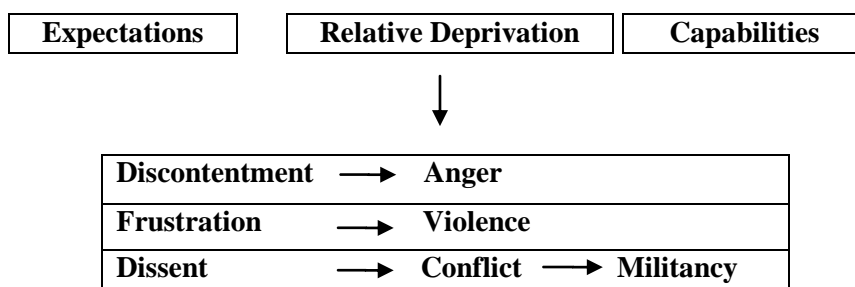 Expectations Relative Deprivation Capabilities
Discontentment Anger
Frustration Violence
Dissent Conflict Militancy